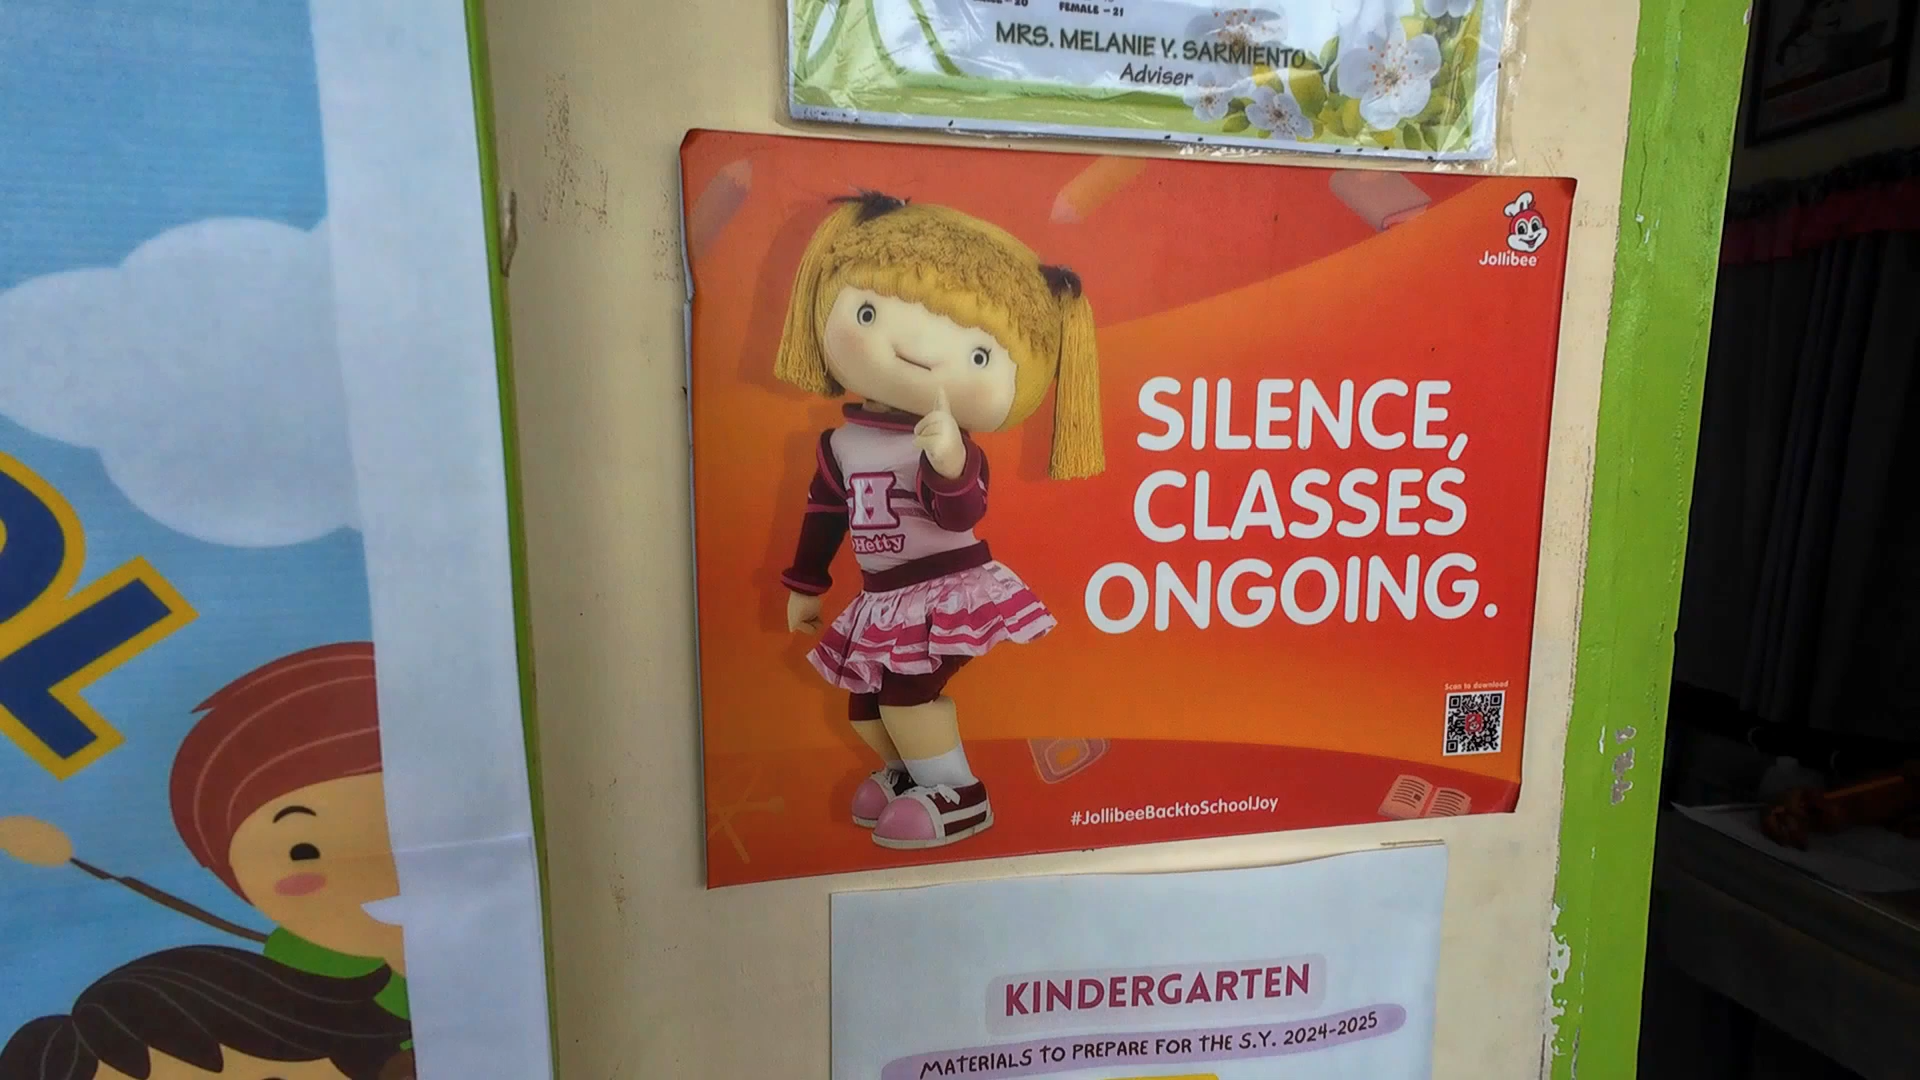 FEMALE - 21
MRS. MELANIE V. SARMIENTO
Adviser
Jollibee
SILENCE,
CLASSES
ONGOING.
H
Hetty
Scan to download
#JollibeeBacktoSchoolJoy
KINDERGARTEN
MATERIALS TO PREPARE FOR THE S.Y. 2024-2025